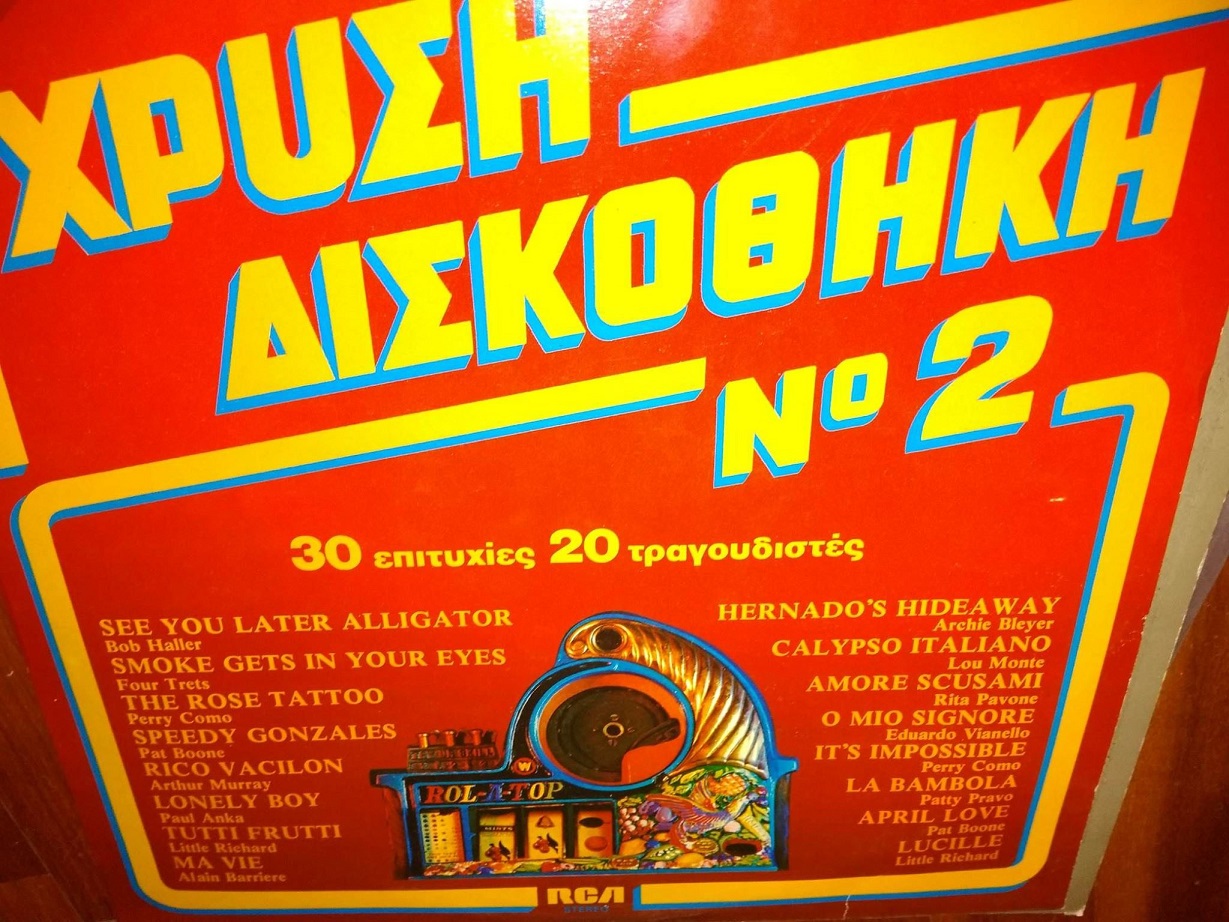 ΧΡΥΣΗ
ΔΙΣΚΟΘΗΚΗ
Νο 2
30 επιτυχίες 20 τραγουδιστές
SEE YOU LATER ALLIGATOR
Bob Haller
SMOKE GETS IN YOUR EYES
Four Trets
THE ROSE TATTOO
Perry Como
SPEEDY GONZALES
Pat Boone
RICO VACILON
Arthur Murray
LONELY BOY
Paul Anka
TUTTI FRUTTI
Little Richard
MA VIE
Alain Barriere
HERNADO'S HIDEAWAY
Archie Bleyer
CALYPSO ITALIANO
Lou Monte
AMORE SCUSAMI
Rita Pavone
O MIO SIGNORE
Eduardo Vianello
IT'S IMPOSSIBLE
Perry Como
LA BAMBOLA
Patty Pravo
APRIL LOVE
Pat Boone
LUCILLE
Little Richard
W
ROL-A-TOP
RCA
STEREO